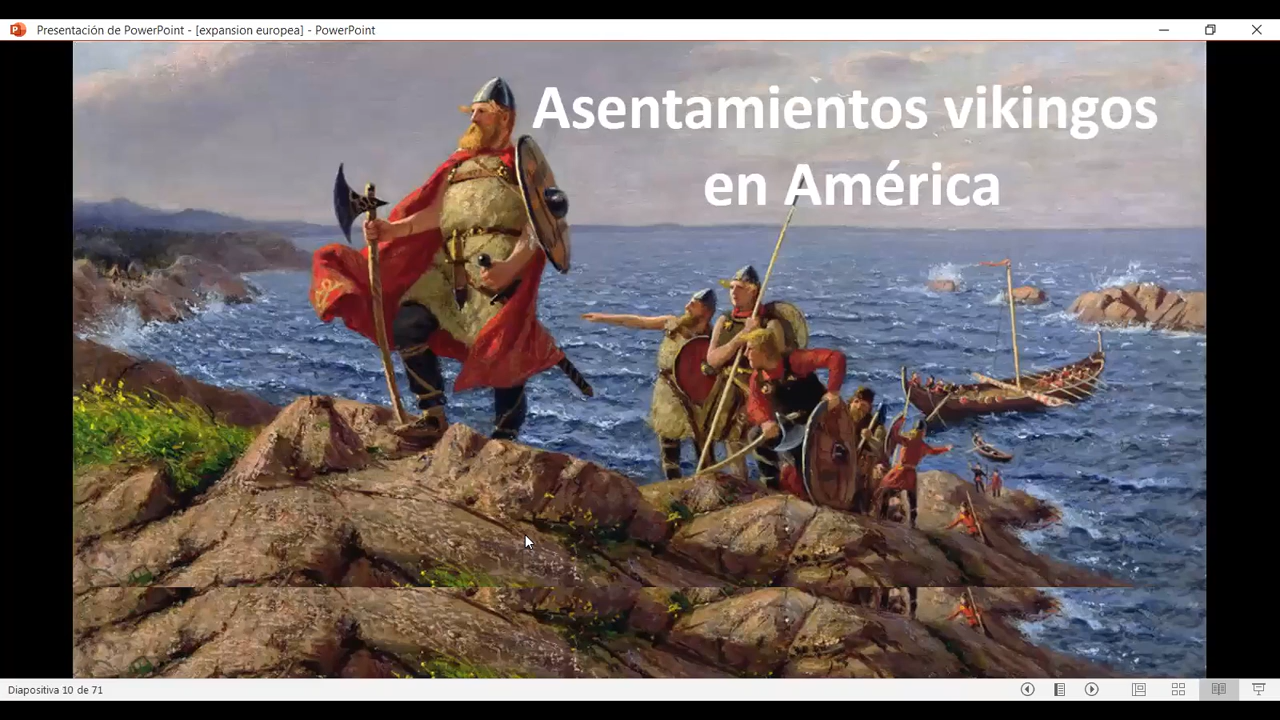 Presentación de PowerPoint - [expansion europea] - PowerPoint
Asentamientos vikingos
en América
Diapositiva 10 de 71